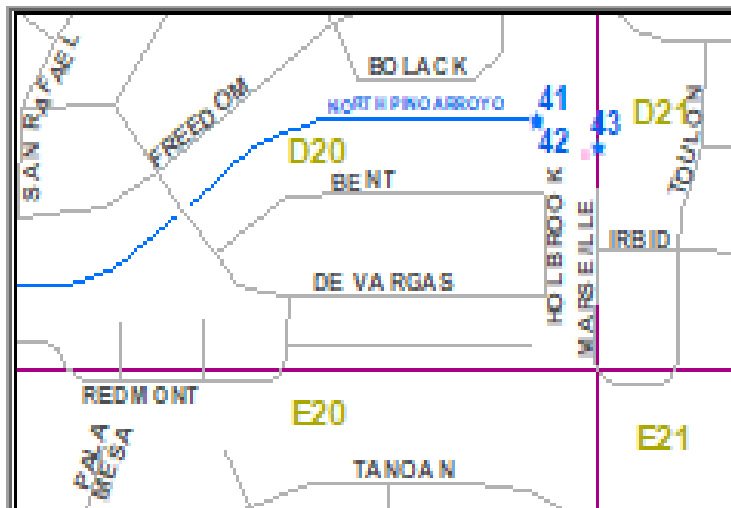 BOLACK
SAN RAFAEL
FREEDOM
NORTH PINO ARROYO
41
D21
43
42
D20
TOULON
BENT
HOLBROOK
MARSEILLE
IRBID
DE VARGAS
REDMONT
E20
E21
PALA
MESA
TANOAN